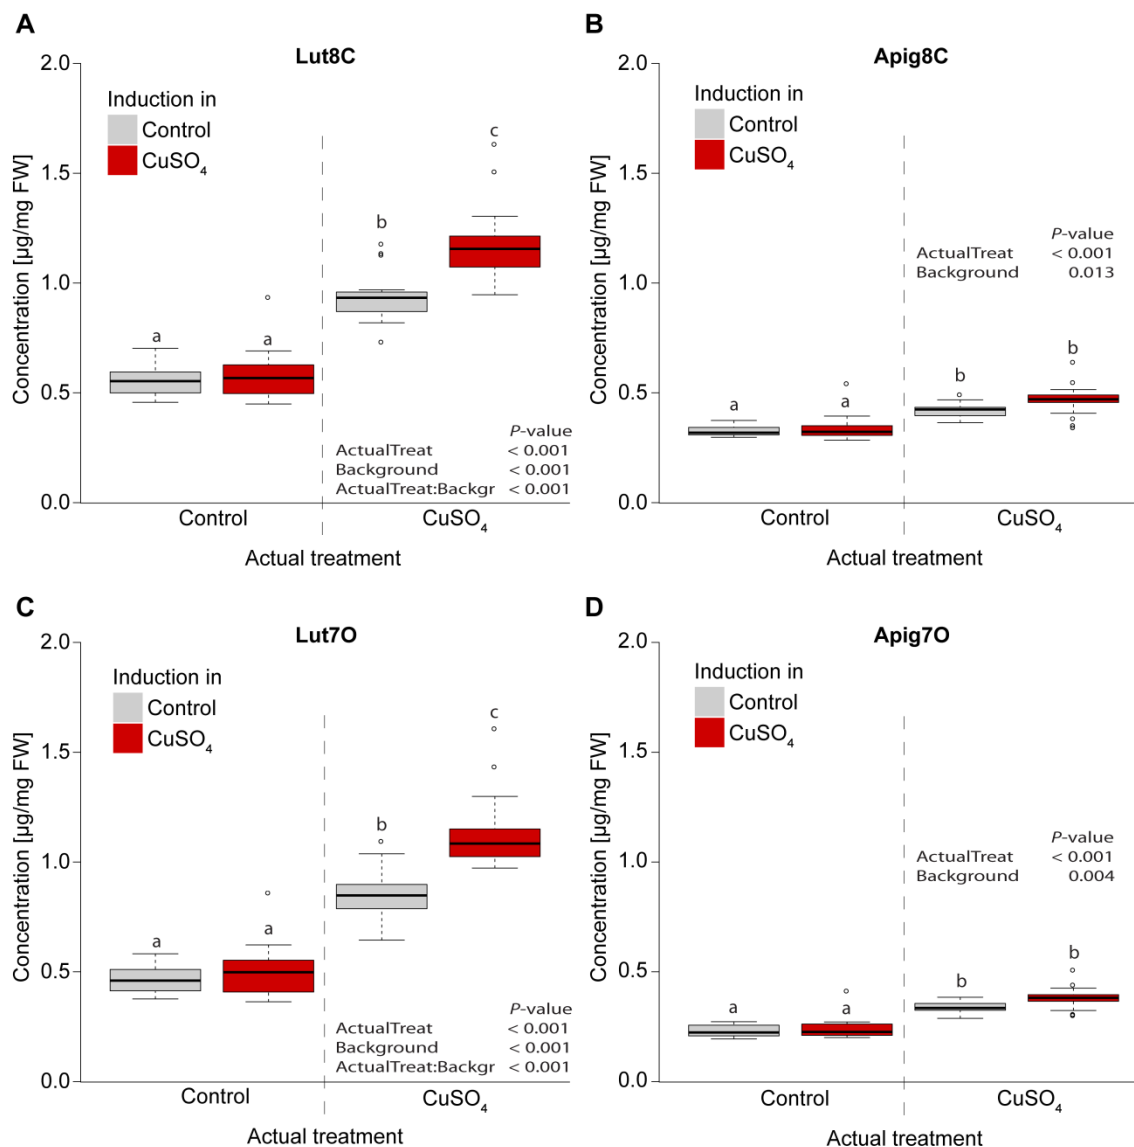 A
Lut8C
2.0
1.5
1.0
0.5
0.0
Concentration [µg/mg FW]
Induction in
Control
CuSO4
a
a
b
c
P-value
ActualTreat < 0.001
Background < 0.001
ActualTreat:Backgr < 0.001
Control CuSO4
Actual treatment
B
Apig8C
2.0
1.5
1.0
0.5
0.0
Concentration [µg/mg FW]
Induction in
Control
CuSO4
P-value
ActualTreat < 0.001
Background 0.013
a
a
b
b
Control CuSO4
Actual treatment
C
Lut7O
2.0
1.5
1.0
0.5
0.0
Concentration [µg/mg FW]
Induction in
Control
CuSO4
a
a
b
c
P-value
ActualTreat < 0.001
Background < 0.001
ActualTreat:Backgr < 0.001
Control CuSO4
Actual treatment
D
Apig7O
2.0
1.5
1.0
0.5
0.0
Concentration [µg/mg FW]
Induction in
Control
CuSO4
P-value
ActualTreat < 0.001
Background 0.004
a
a
b
b
Control CuSO4
Actual treatment